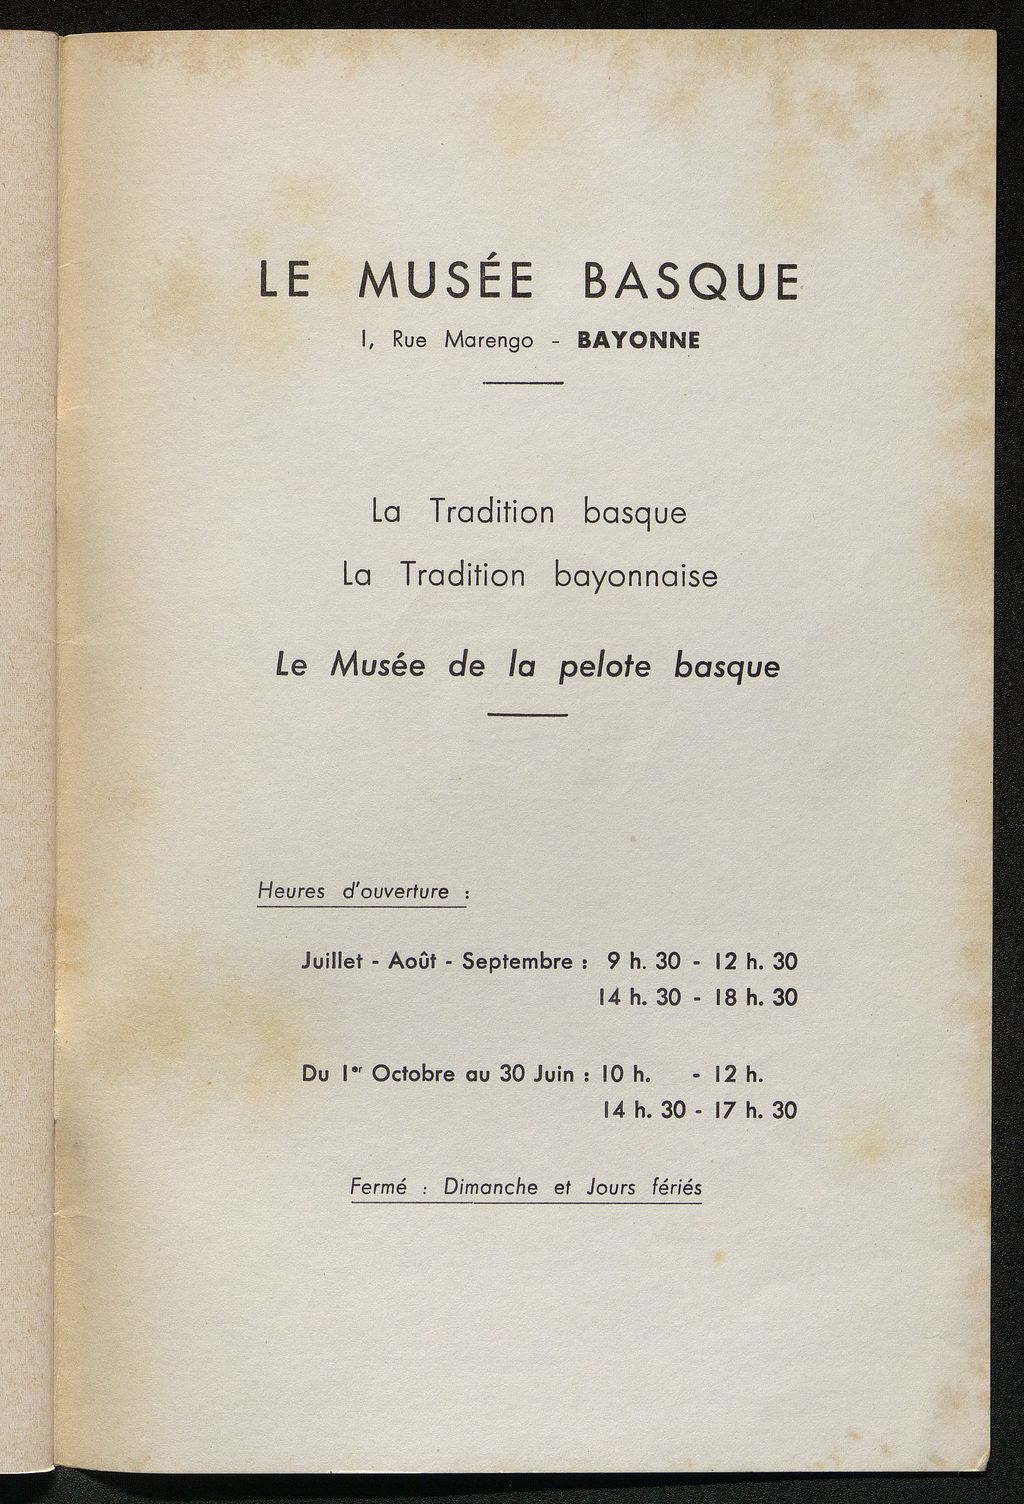 LE MUSÉE BASQUE
1, Rue Marengo - BAYONNE
La Tradition basque
La Tradition bayonnaise
Le Musée de la pelote basque
Heures d'ouverture :
Juillet - Août - Septembre : 9 h. 30 - 12 h. 30
14 h. 30 - 18 h. 30
Du 1er Octobre au 30 Juin : 10 h. - 12 h.
14 h. 30 - 17 h. 30
Fermé : Dimanche et Jours fériés